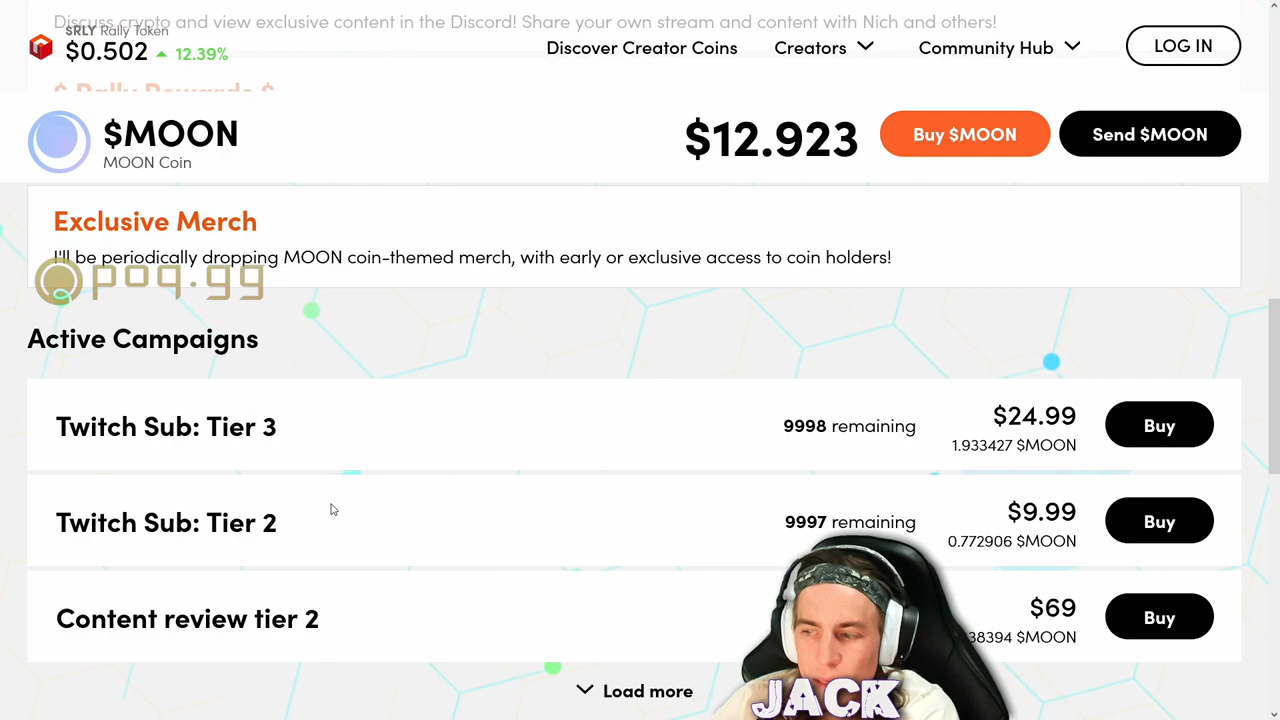 Discuss crypto and view exclusive content in the Discord! Share your own stream and content with Nich and others!
$RLY Rally Token
$0.502 12.39%
Discover Creator Coins
Creators
Community Hub
LOG IN
$ Rally Rewards $
$MOON
MOON Coin
$12.923
Buy $MOON
Send $MOON
Exclusive Merch
I'll be periodically dropping MOON coin-themed merch, with early or exclusive access to coin holders!
poq.gg
Active Campaigns
Twitch Sub: Tier 3
9998 remaining
$24.99
1.933427 $MOON
Buy
Twitch Sub: Tier 2
9997 remaining
$9.99
0.772906 $MOON
Buy
Content review tier 2
$69
38394 $MOON
Buy
Load more
JACK